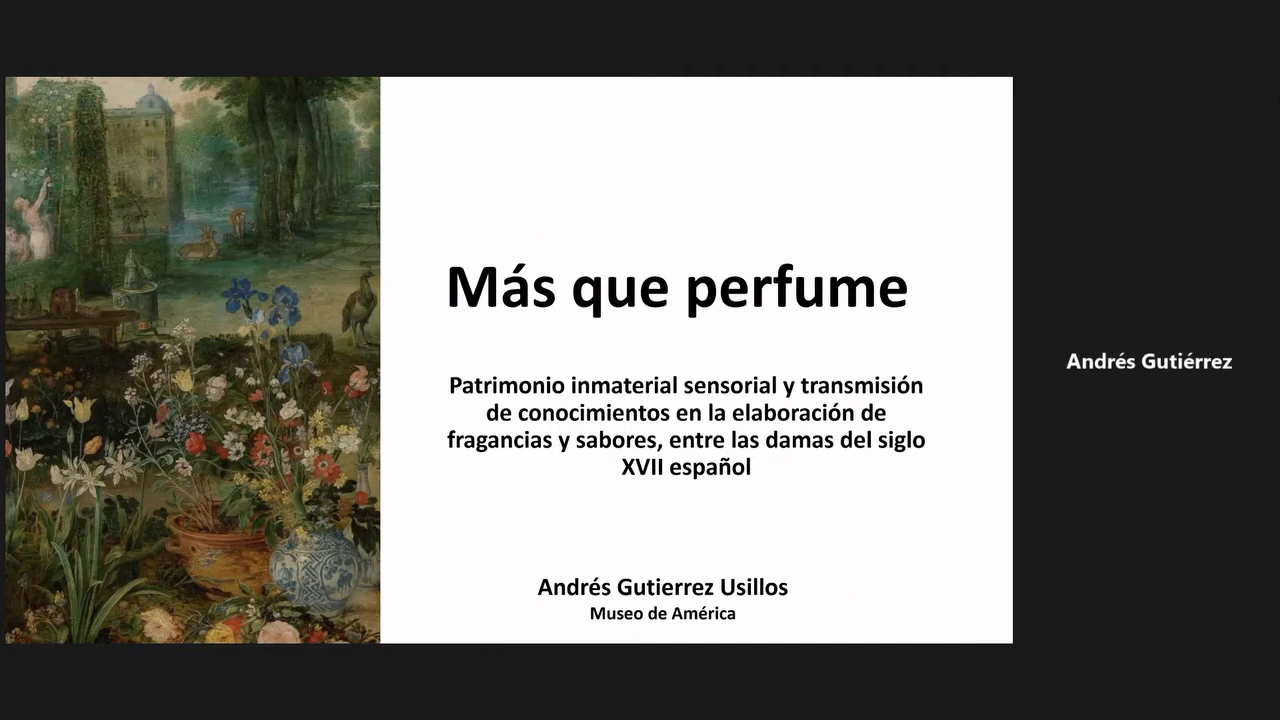 Más que perfume
Patrimonio inmaterial sensorial y transmisión
de conocimientos en la elaboración de
fragancias y sabores, entre las damas del siglo
XVII español
Andrés Gutierrez Usillos
Museo de América
Andrés Gutiérrez